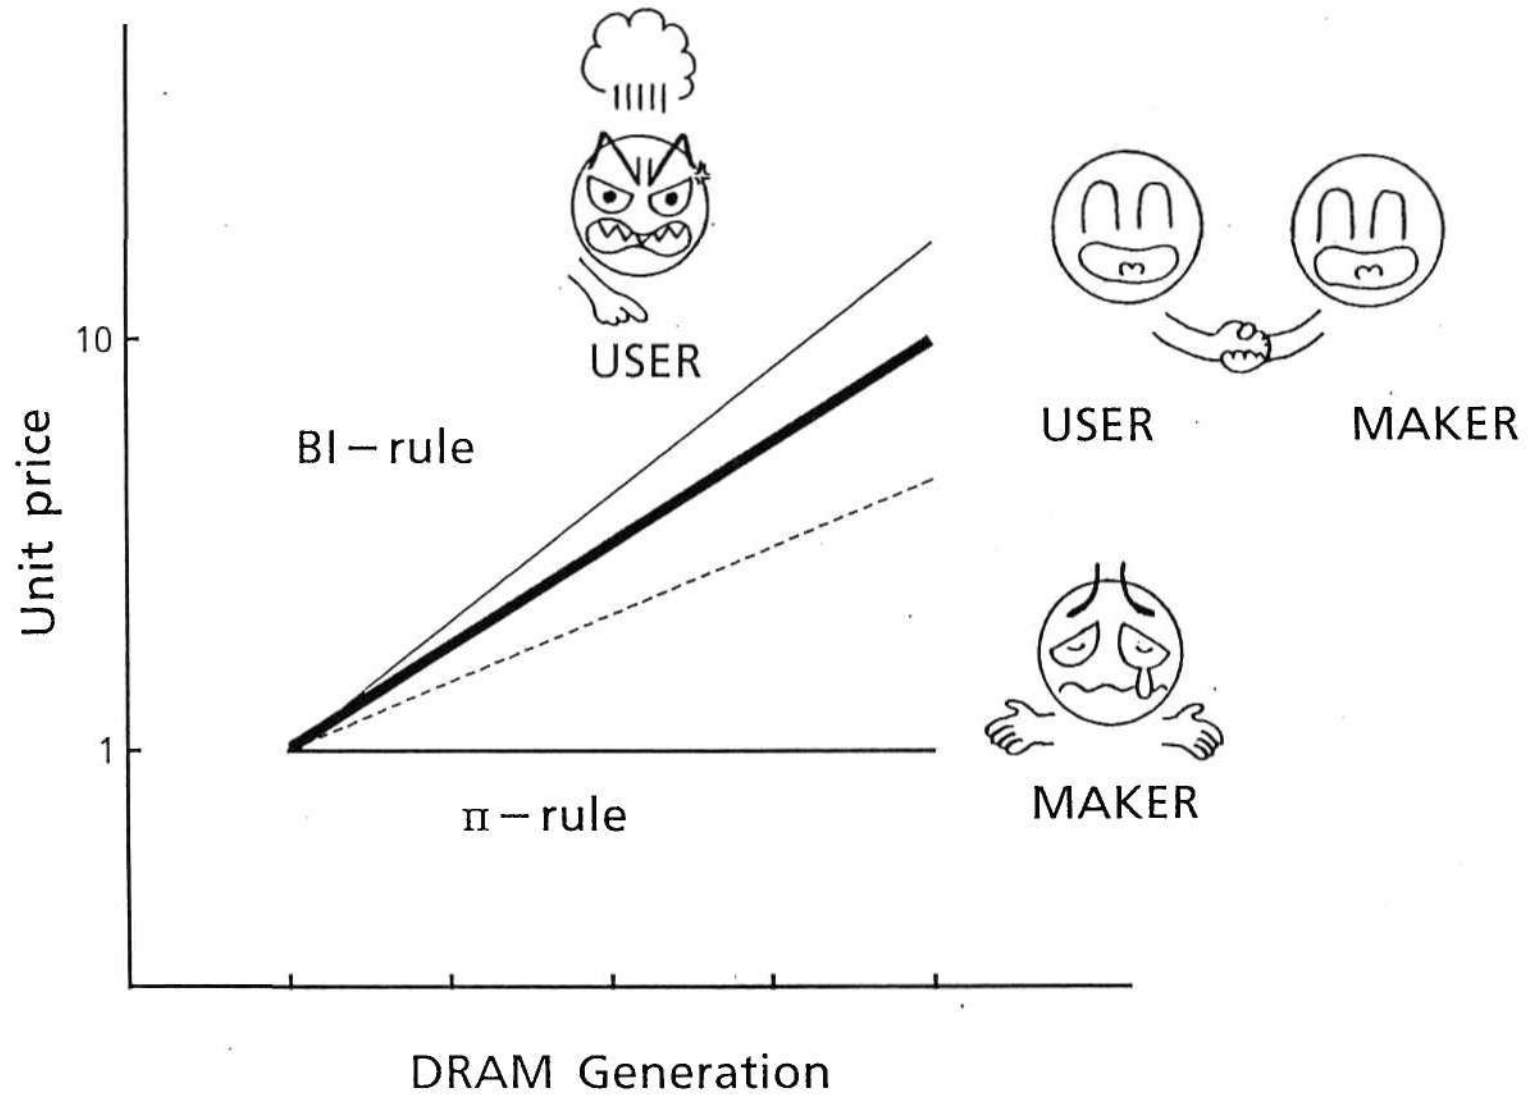 USER
10
BI－rule
USER
MAKER
Unit price
1
MAKER
π－rule
DRAM Generation